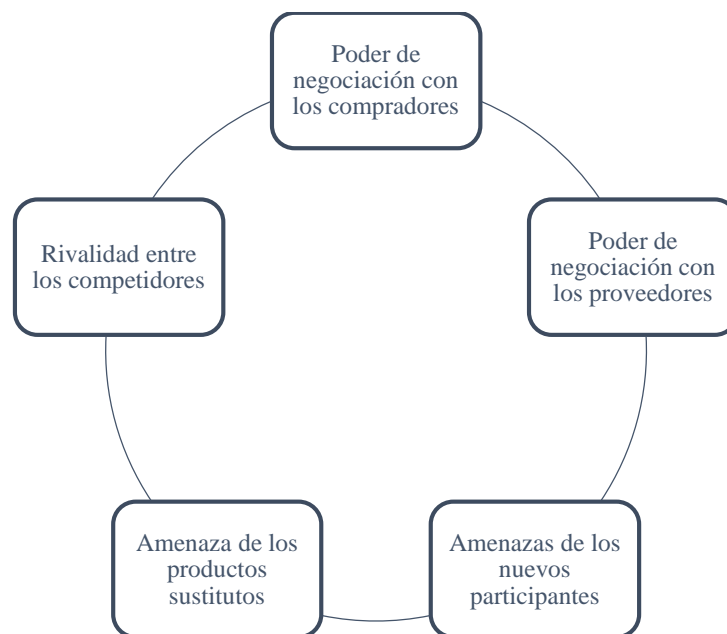 Poder de
negociación con
los compradores
Poder de
negociación con
los proveedores
Amenazas de los
nuevos
participantes
Amenaza de los
productos
sustitutos
Rivalidad entre
los competidores